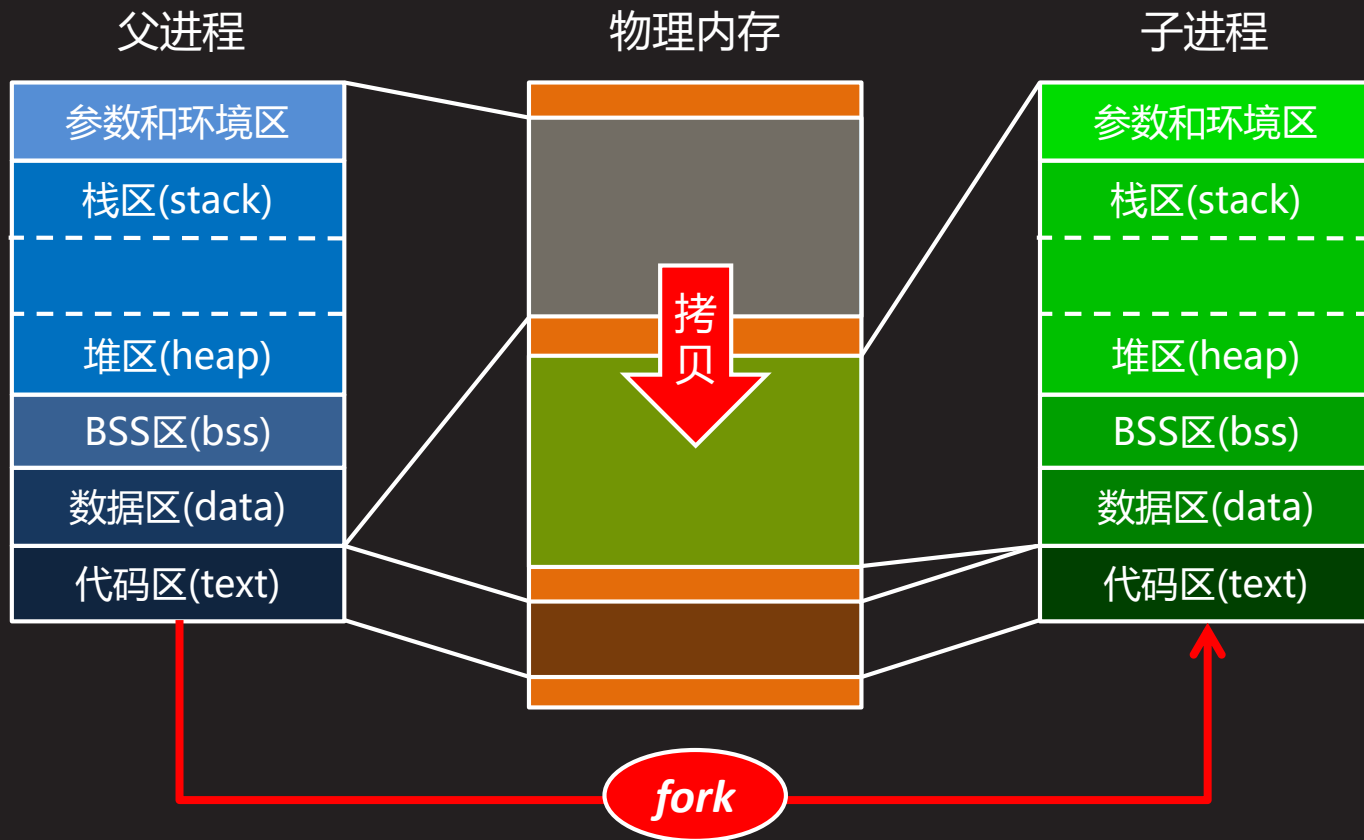 父进程
物理内存
子进程
参数和环境区
栈区(stack)
堆区(heap)
BSS区(bss)
数据区(data)
代码区(text)
拷
贝
参数和环境区
栈区(stack)
堆区(heap)
BSS区(bss)
数据区(data)
代码区(text)
fork